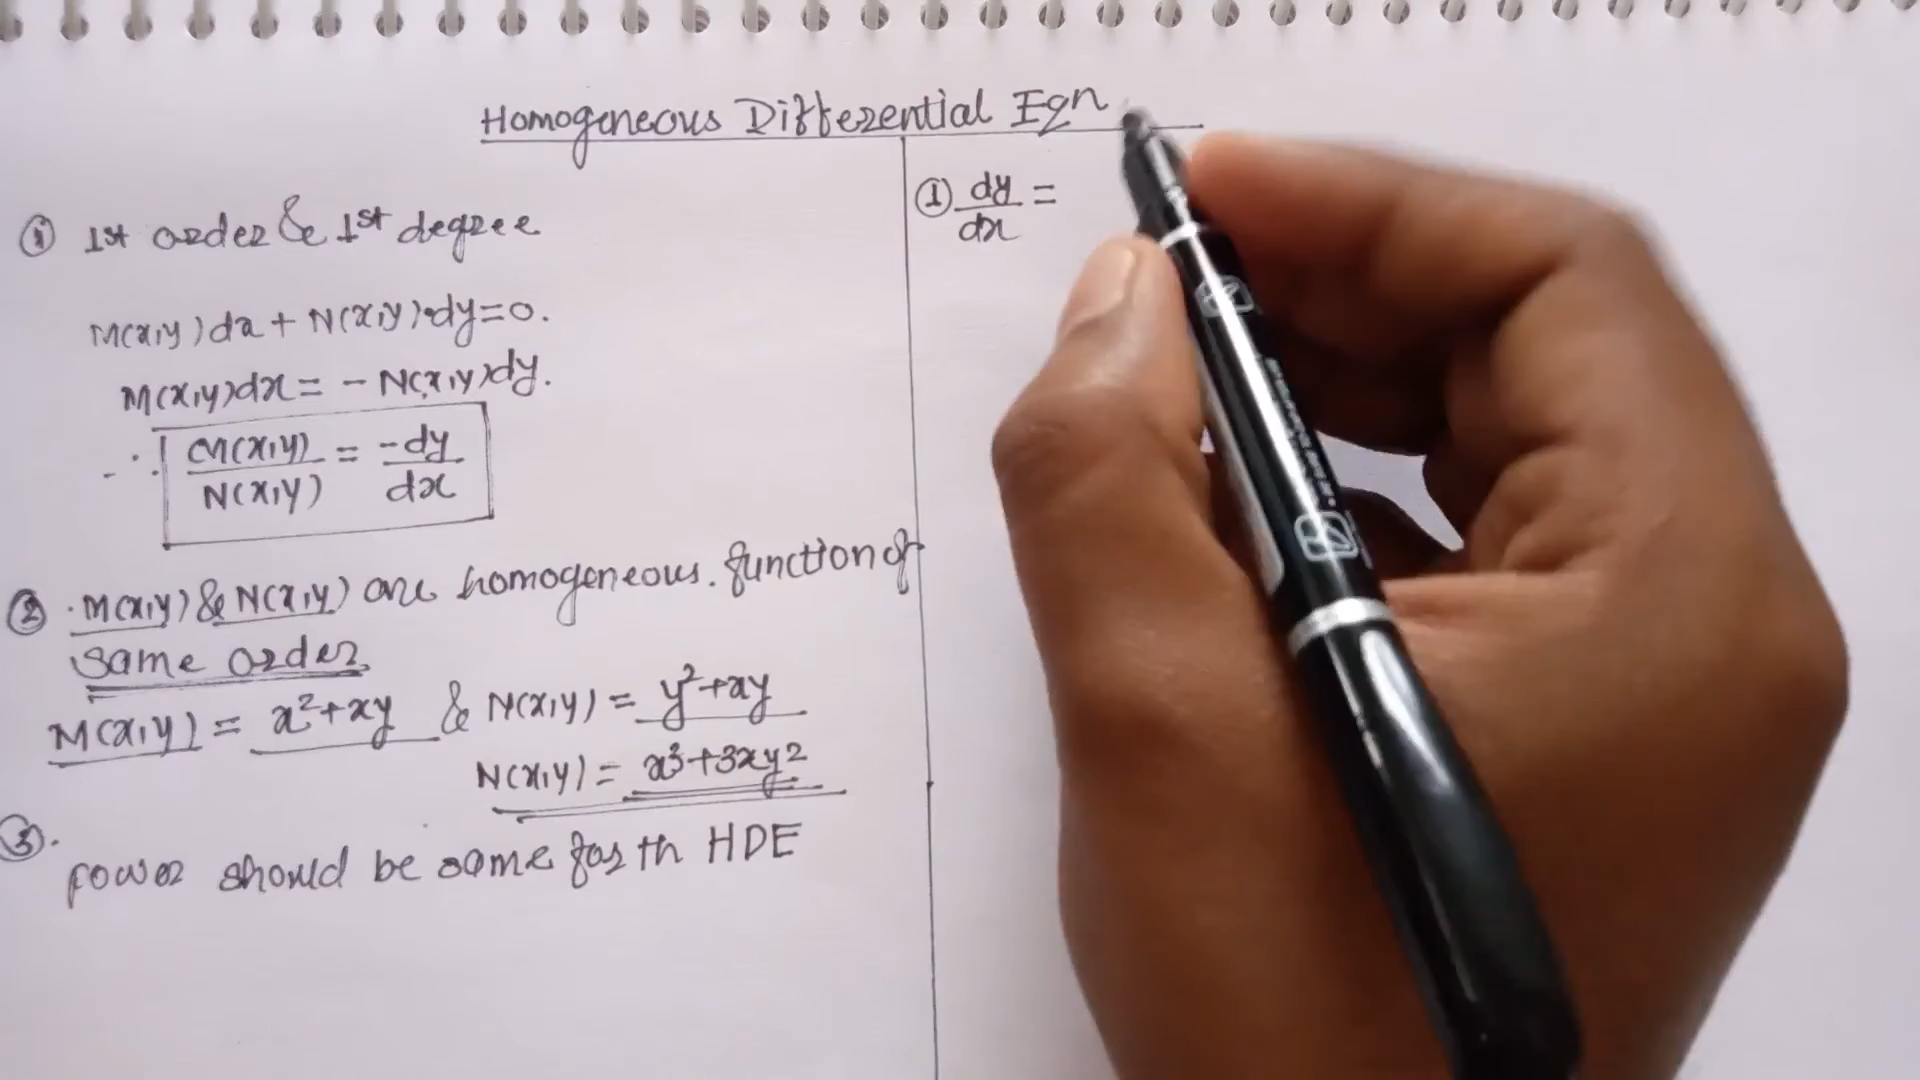 Homogeneous Differential Eqn
① 1st order & 1st degree
M(x,y)dx + N(x,y)dy=0.
M(x,y)dx = - N(x,y)dy.
∴ M(x,y)/N(x,y) = -dy/dx
② M(x,y) & N(x,y) are homogeneous function of
same order
M(x,y) = x²+xy & N(x,y) = y²+xy
N(x,y) = x³+3xy²
③.
power should be same for th HDE
① dy/dx =